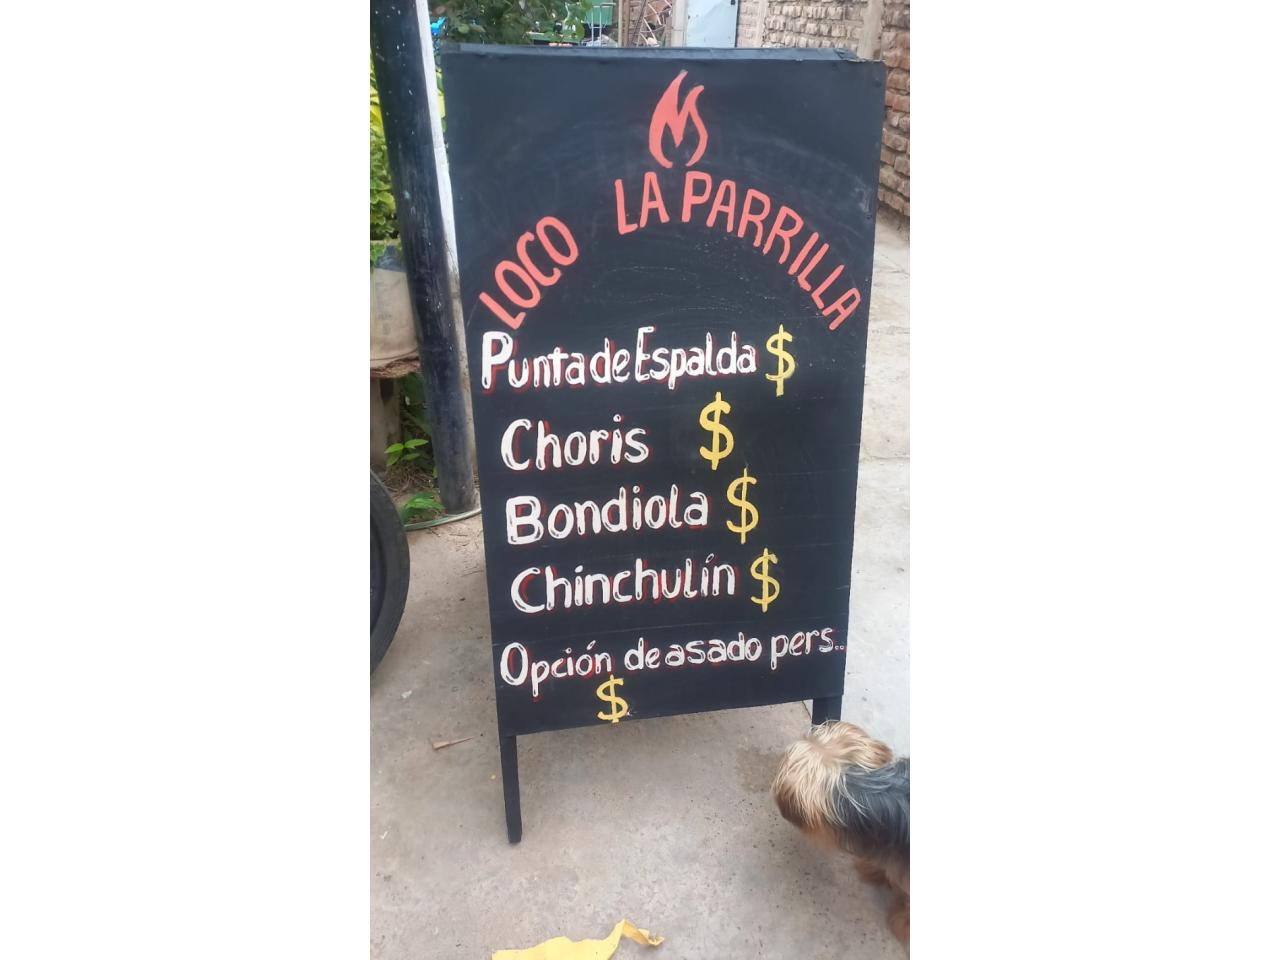 LOCO LA PARRILLA
Punta de Espalda $
Choris $
Bondiola $
Chinchulín $
Opción de asado pers..
$